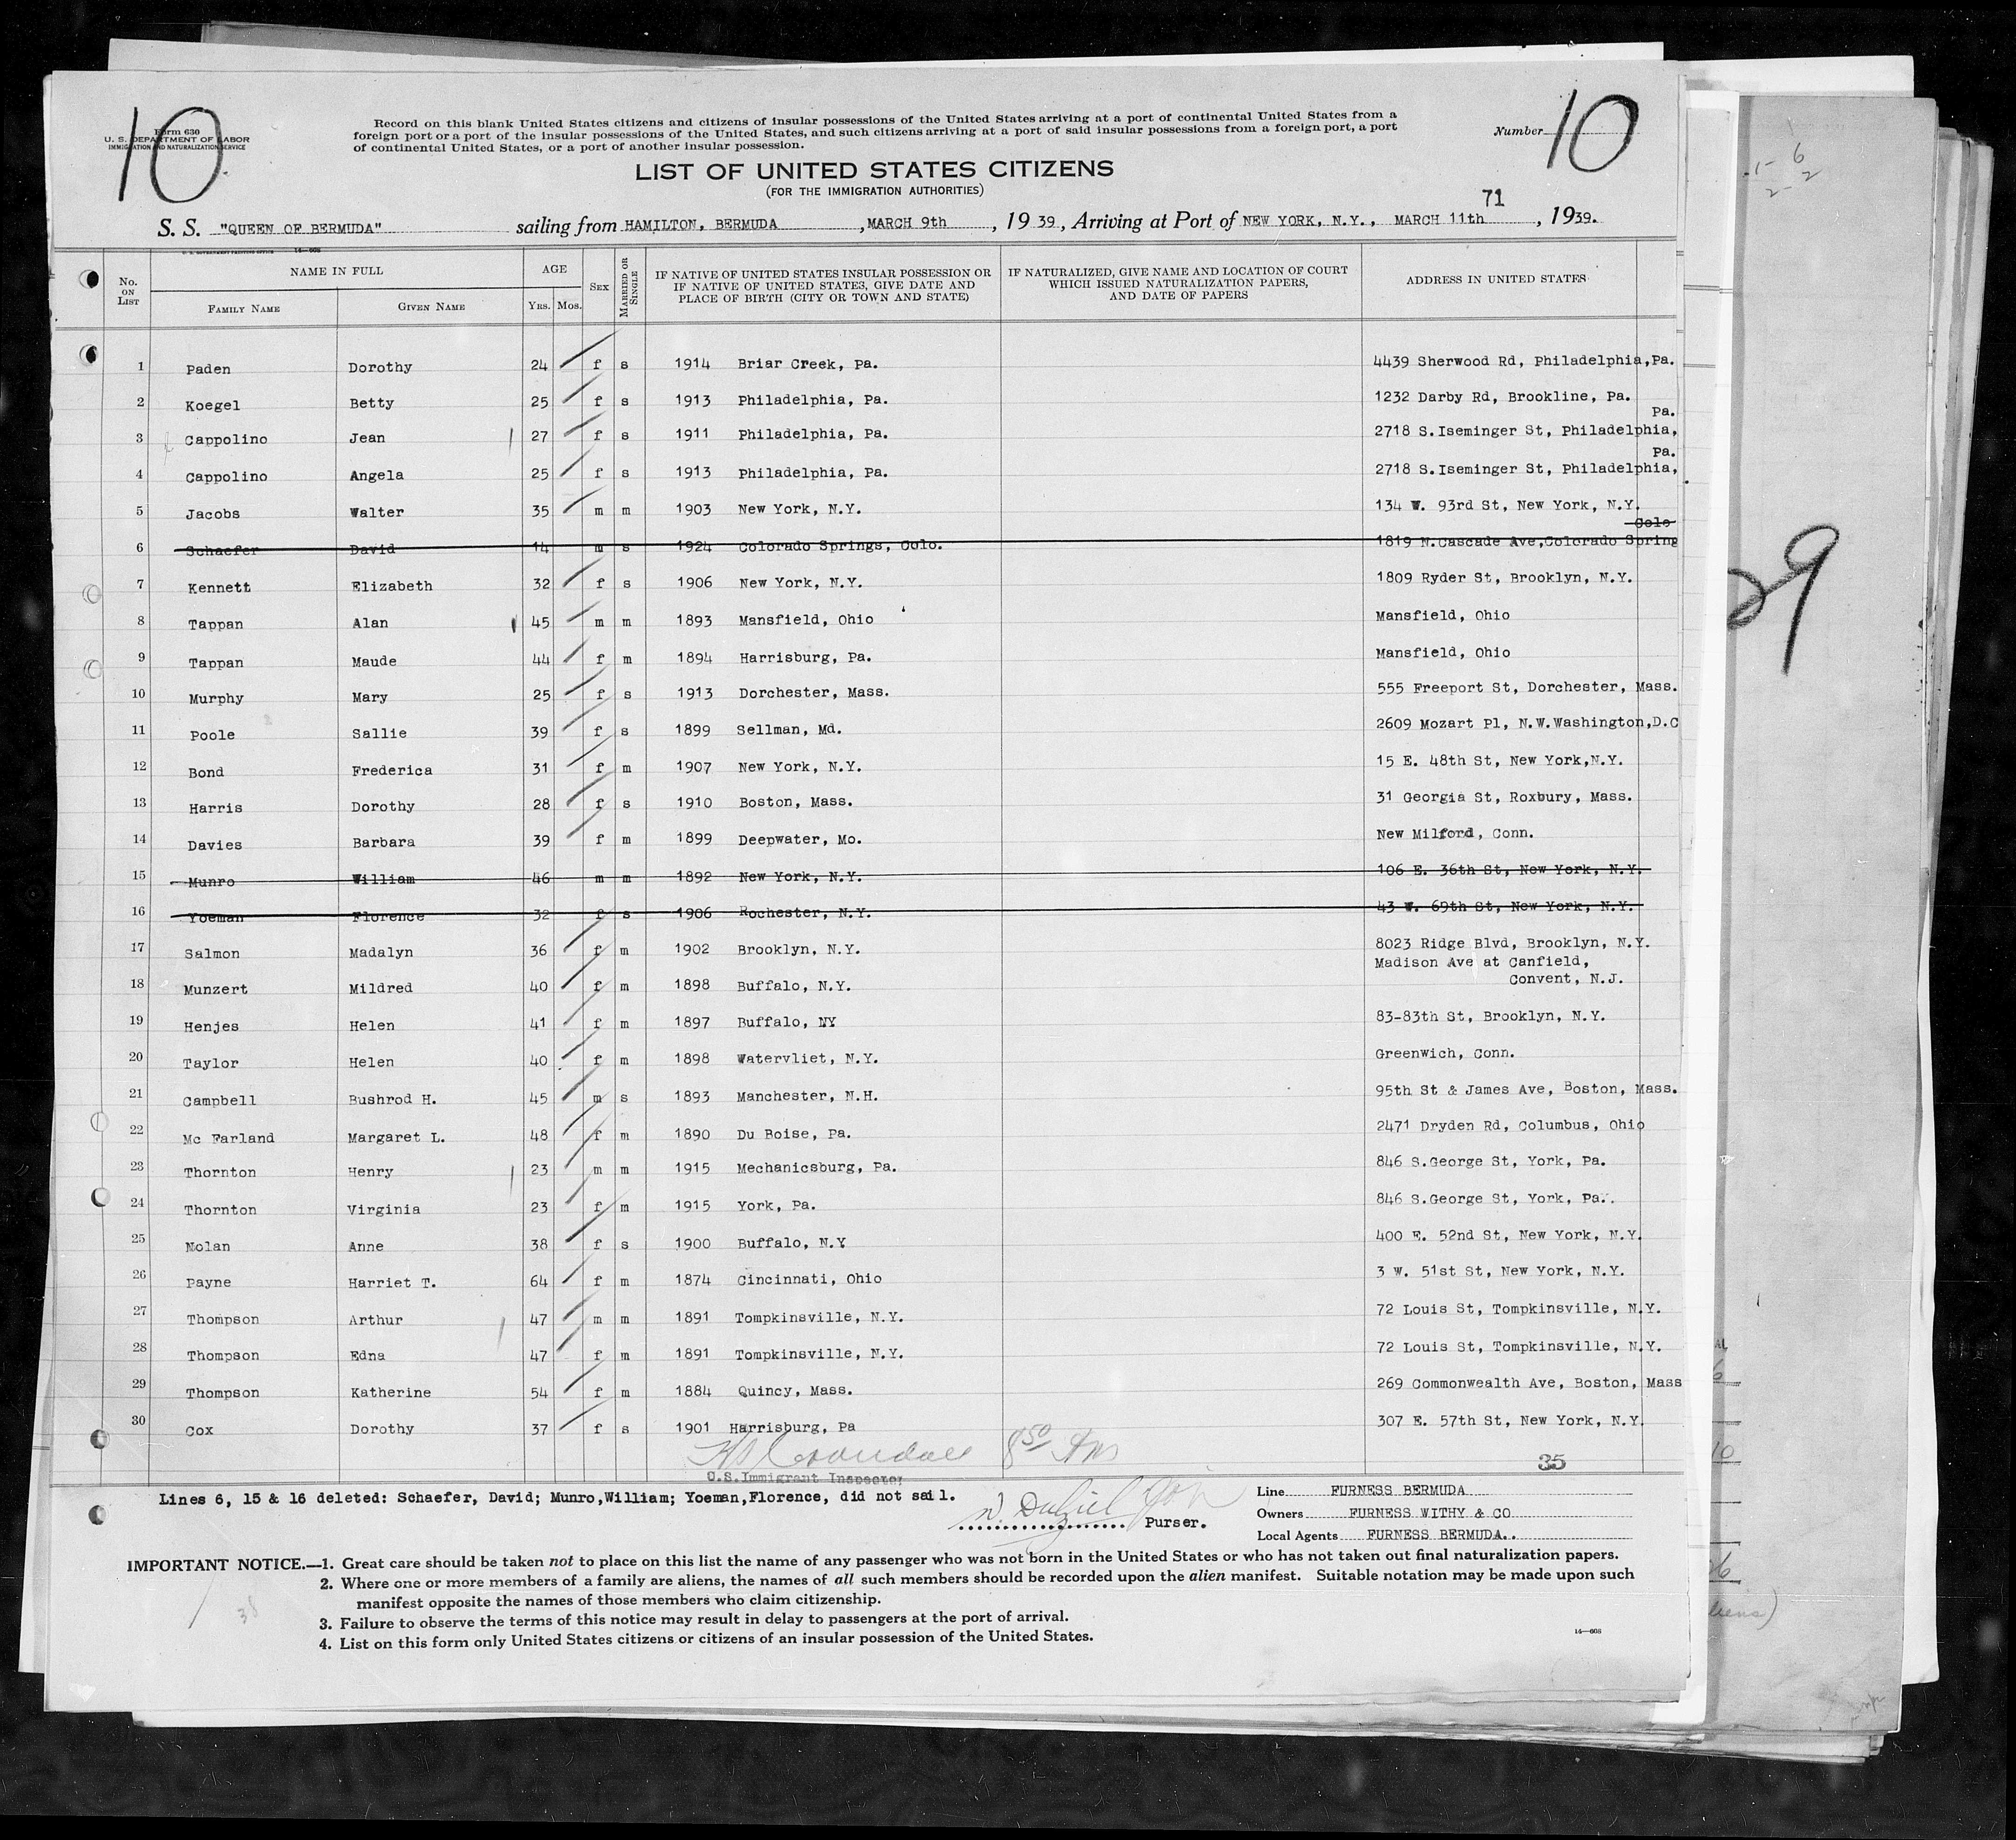 10
Form 630
U. S. DEPARTMENT OF LABOR
IMMIGRATION AND NATURALIZATION SERVICE
Record on this blank United States citizens and citizens of insular possessions of the United States arriving at a port of continental United States from a
foreign port or a port of the insular possessions of the United States, and such citizens arriving at a port of said insular possessions from a foreign port, a port
of continental United States, or a port of another insular possession.
Number 10
LIST OF UNITED STATES CITIZENS
(FOR THE IMMIGRATION AUTHORITIES)
71
S. S. "QUEEN OF BERMUDA" sailing from HAMILTON, BERMUDA, MARCH 9th, 1939, Arriving at Port of NEW YORK, N.Y., MARCH 11th, 1939.
No. ON LIST NAME IN FULL FAMILY NAME GIVEN NAME AGE YRS. MOS. SEX MARRIED OR SINGLE IF NATIVE OF UNITED STATES INSULAR POSSESSION OR IF NATIVE OF UNITED STATES, GIVE DATE AND PLACE OF BIRTH (CITY OR TOWN AND STATE) IF NATURALIZED, GIVE NAME AND LOCATION OF COURT WHICH ISSUED NATURALIZATION PAPERS, AND DATE OF PAPERS ADDRESS IN UNITED STATES
1 Paden Dorothy 24 f s 1914 Briar Creek, Pa. 4439 Sherwood Rd, Philadelphia,Pa.
2 Koegel Betty 25 f s 1913 Philadelphia, Pa. 1232 Darby Rd, Brookline, Pa.
Pa.
3 Cappolino Jean 27 f s 1911 Philadelphia, Pa. 2718 S.Iseminger St, Philadelphia,
Pa.
4 Cappolino Angela 25 f s 1913 Philadelphia, Pa. 2718 S.Iseminger St, Philadelphia,
5 Jacobs Walter 35 m m 1903 New York, N.Y. 134 W. 93rd St, New York, N.Y.
Colo
6 Schaefer David 14 m s 1924 Colorado Springs, Colo. 1819 N.Cascade Ave,Colorado Spring
7 Kennett Elizabeth 32 f s 1906 New York, N.Y. 1809 Ryder St, Brooklyn, N.Y.
8 Tappan Alan 45 m m 1893 Mansfield, Ohio Mansfield, Ohio
9 Tappan Maude 44 f m 1894 Harrisburg, Pa. Mansfield, Ohio
10 Murphy Mary 25 f s 1913 Dorchester, Mass. 555 Freeport St, Dorchester, Mass.
11 Poole Sallie 39 f s 1899 Sellman, Md. 2609 Mozart Pl, N.W.Washington,D.C
12 Bond Frederica 31 f m 1907 New York, N.Y. 15 E. 48th St, New York,N.Y.
13 Harris Dorothy 28 f s 1910 Boston, Mass. 31 Georgia St, Roxbury, Mass.
14 Davies Barbara 39 f m 1899 Deepwater, Mo. New Milford, Conn.
15 Munro William 46 m m 1892 New York, N.Y. 106 E. 36th St, New York, N.Y.
16 Yoeman Florence 32 f s 1906 Rochester, N.Y. 43 W. 69th St, New York, N.Y.
17 Salmon Madalyn 36 f m 1902 Brooklyn, N.Y. 8023 Ridge Blvd, Brooklyn, N.Y.
Madison Ave at Canfield,
18 Munzert Mildred 40 f m 1898 Buffalo, N.Y. Convent, N.J.
19 Henjes Helen 41 f m 1897 Buffalo, NY 83-83th St, Brooklyn, N.Y.
20 Taylor Helen 40 f m 1898 Watervliet, N.Y. Greenwich, Conn.
21 Campbell Bushrod H. 45 m s 1893 Manchester, N.H. 95th St & James Ave, Boston, Mass.
22 Mc Farland Margaret L. 48 f m 1890 Du Boise, Pa. 2471 Dryden Rd, Columbus, Ohio
23 Thornton Henry 23 m m 1915 Mechanicsburg, Pa. 846 S.George St, York, Pa.
24 Thornton Virginia 23 f m 1915 York, Pa. 846 S.George St, York, Pa..
25 Nolan Anne 38 f s 1900 Buffalo, N.Y 400 E. 52nd St, New York, N.Y.
26 Payne Harriet T. 64 f m 1874 Cincinnati, Ohio 3 W. 51st St, New York, N.Y.
27 Thompson Arthur 47 m m 1891 Tompkinsville, N.Y. 72 Louis St, Tompkinsville, N.Y.
28 Thompson Edna 47 f m 1891 Tompkinsville, N.Y. 72 Louis St, Tompkinsville, N.Y.
29 Thompson Katherine 54 f m 1884 Quincy, Mass. 269 Commonwealth Ave, Boston, Mass
30 Cox Dorothy 37 f s 1901 Harrisburg, Pa 307 E. 57th St, New York, N.Y.
8 50 Am
35
U.S.Immigrant Inspector
Lines 6, 15 & 16 deleted: Schaefer, David; Munro,William; Yoeman,Florence, did not sail.
Purser.
Line FURNESS BERMUDA
Owners FURNESS WITHY & CO
Local Agents FURNESS BERMUDA..
IMPORTANT NOTICE.—1. Great care should be taken not to place on this list the name of any passenger who was not born in the United States or who has not taken out final naturalization papers.
2. Where one or more members of a family are aliens, the names of all such members should be recorded upon the alien manifest. Suitable notation may be made upon such
manifest opposite the names of those members who claim citizenship.
3. Failure to observe the terms of this notice may result in delay to passengers at the port of arrival.
4. List on this form only United States citizens or citizens of an insular possession of the United States.
14—608
38
29